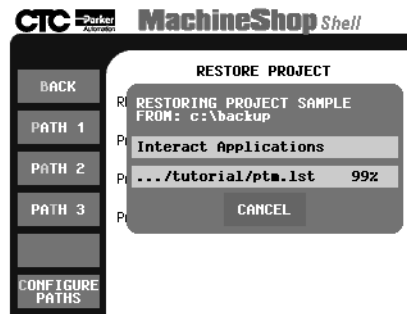 CTC Parker Automation MachineShop Shell
RESTORE PROJECT
BACK
PATH 1
PATH 2
PATH 3
CONFIGURE
PATHS
RESTORING PROJECT SAMPLE
FROM: c:\backup
Interact Applications
.../tutorial/ptm.lst 99%
CANCEL